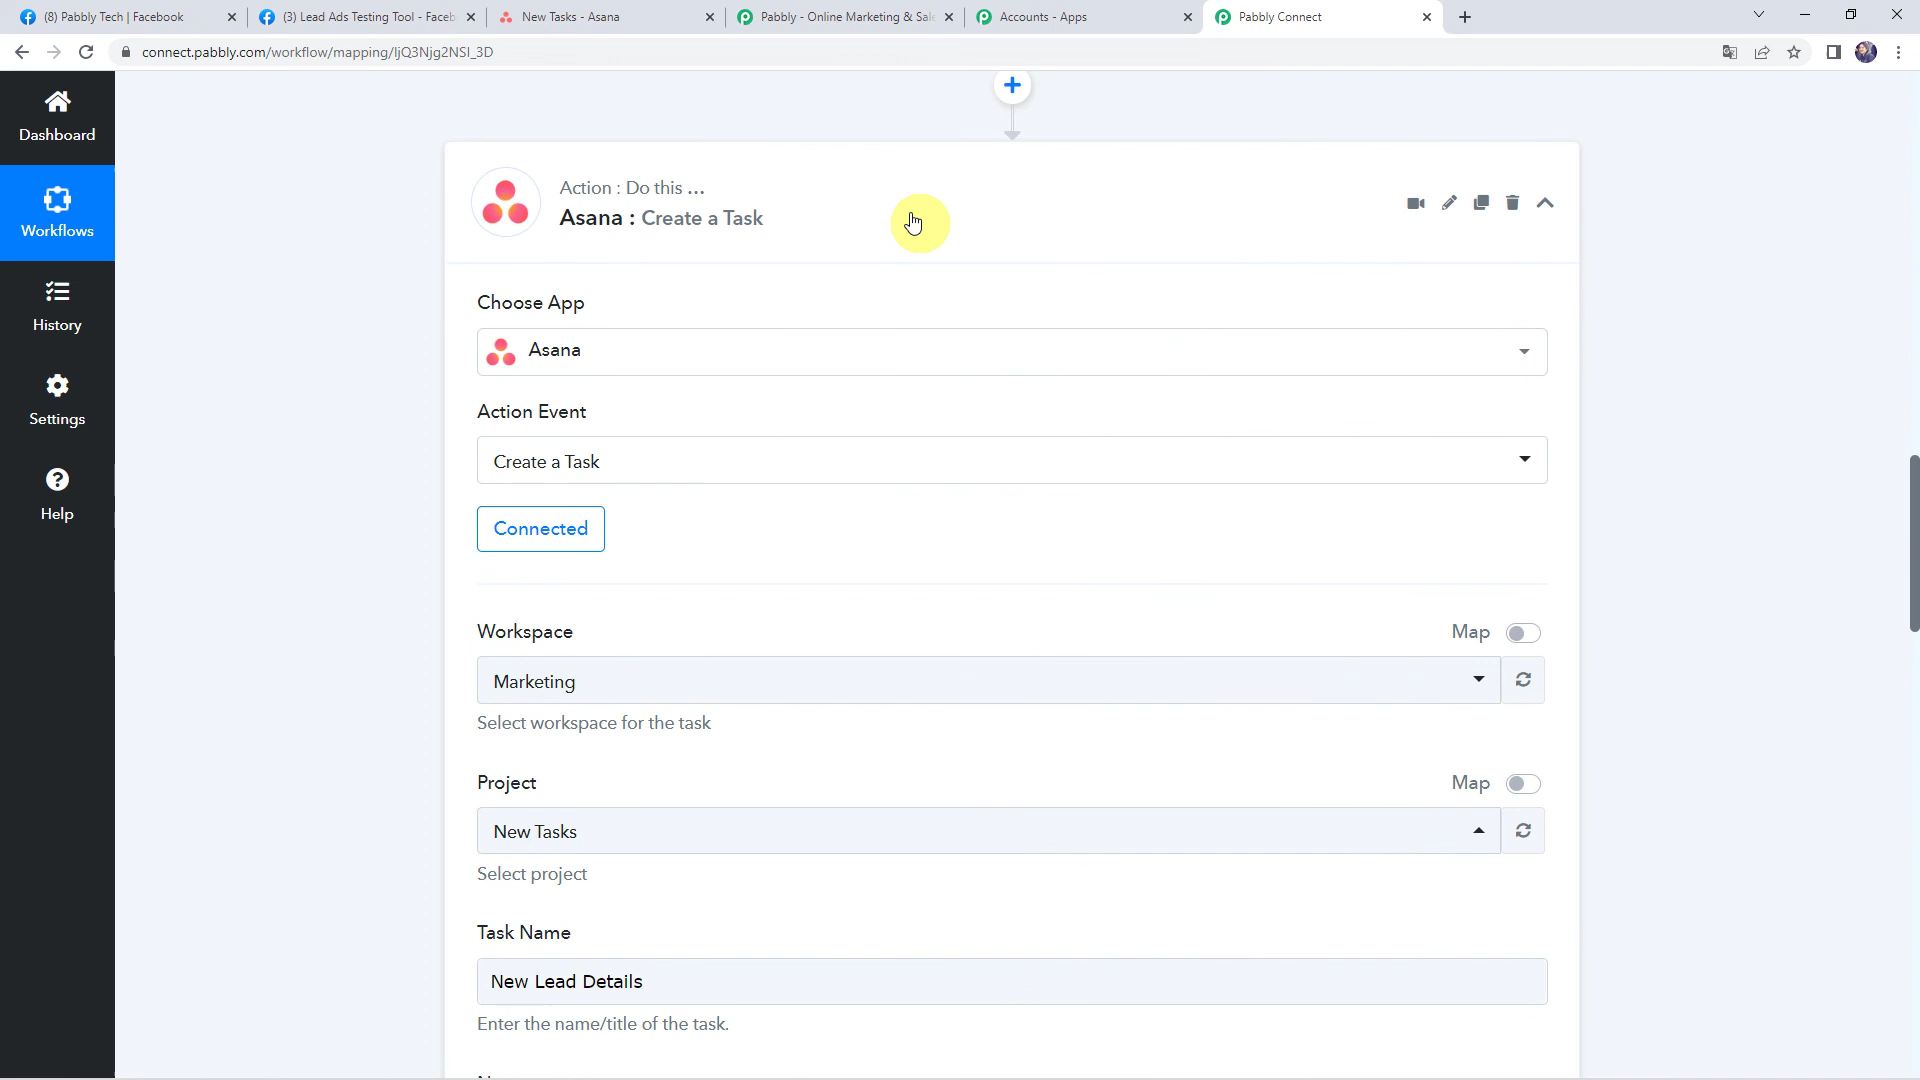 (8) Pabbly Tech | Facebook
(3) Lead Ads Testing Tool - Faceb
New Tasks - Asana
Pabbly - Online Marketing & Sale
Accounts - Apps
Pabbly Connect
connect.pabbly.com/workflow/mapping/IjQ3Njg2NSI_3D
Dashboard
Workflows
History
Settings
Help
Action : Do this ...
Asana : Create a Task
Choose App
Asana
Action Event
Create a Task
Connected
Workspace
Map
Marketing
Select workspace for the task
Project
Map
New Tasks
Select project
Task Name
New Lead Details
Enter the name/title of the task.